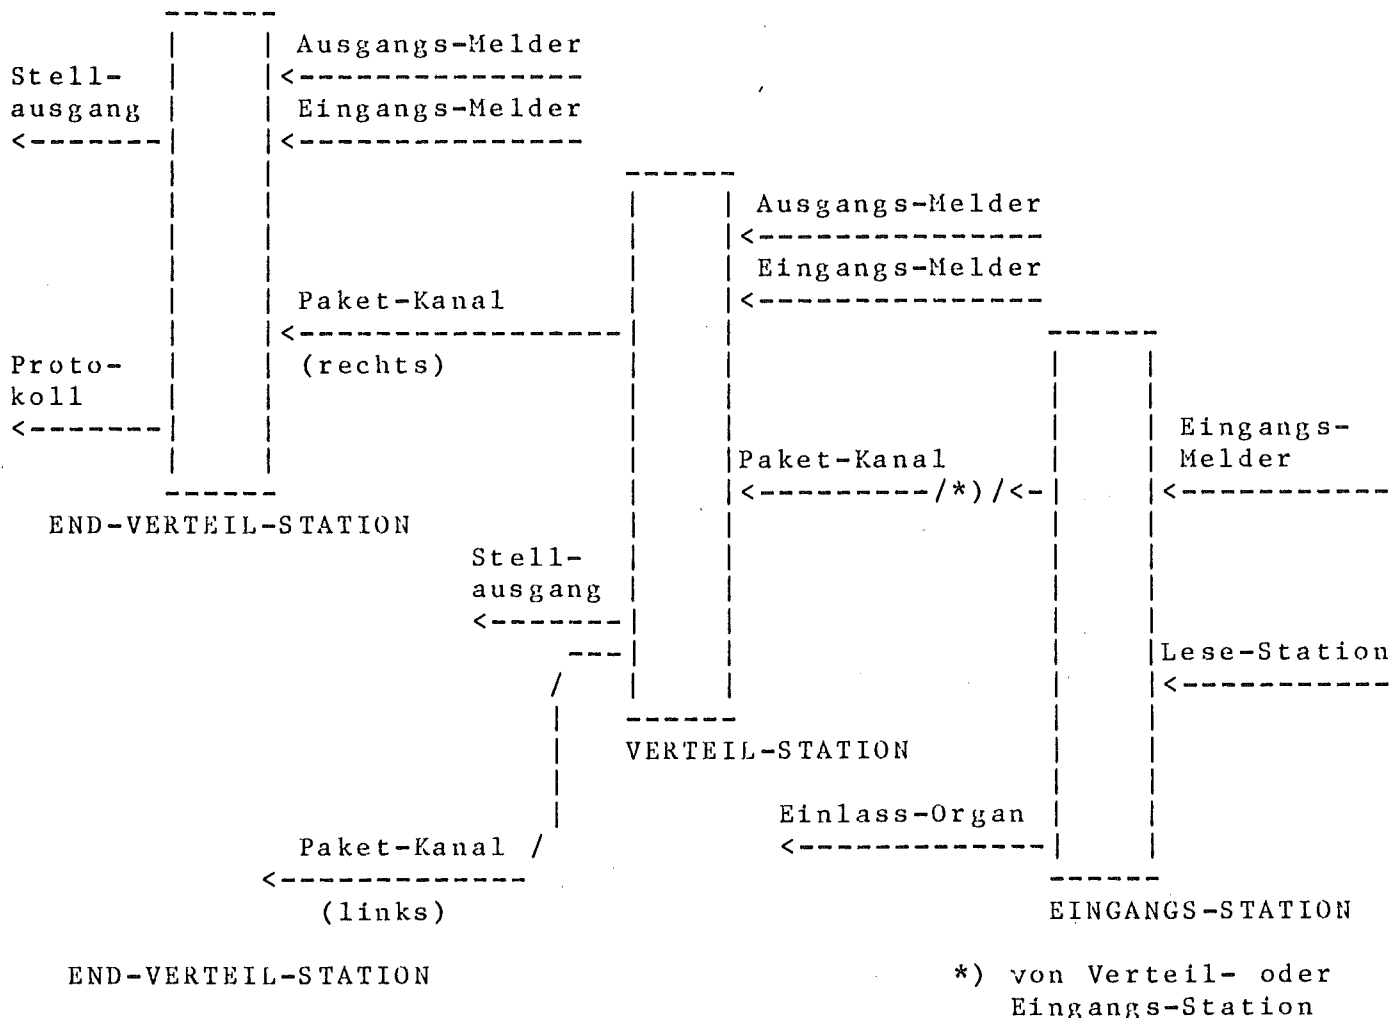 Ausgangs-Melder
Stell-
ausgang
Eingangs-Melder
Ausgangs-Melder
Eingangs-Melder
Paket-Kanal
(rechts)
Proto-
koll
Eingangs-
Melder
Paket-Kanal
/*)/
END-VERTEIL-STATION
Stell-
ausgang
Lese-Station
VERTEIL-STATION
Einlass-Organ
Paket-Kanal
(links)
EINGANGS-STATION
END-VERTEIL-STATION
*) von Verteil- oder
Eingangs-Station